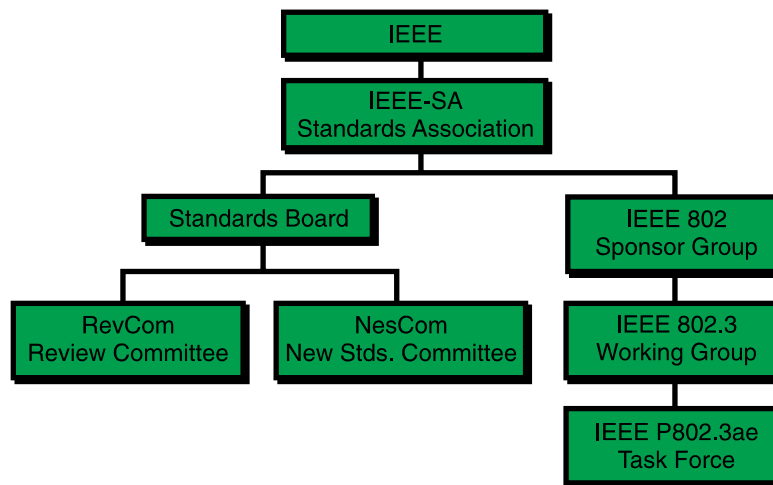 IEEE
IEEE-SA
Standards Association
Standards Board
IEEE 802
Sponsor Group
RevCom
Review Committee
NesCom
New Stds. Committee
IEEE 802.3
Working Group
IEEE P802.3ae
Task Force